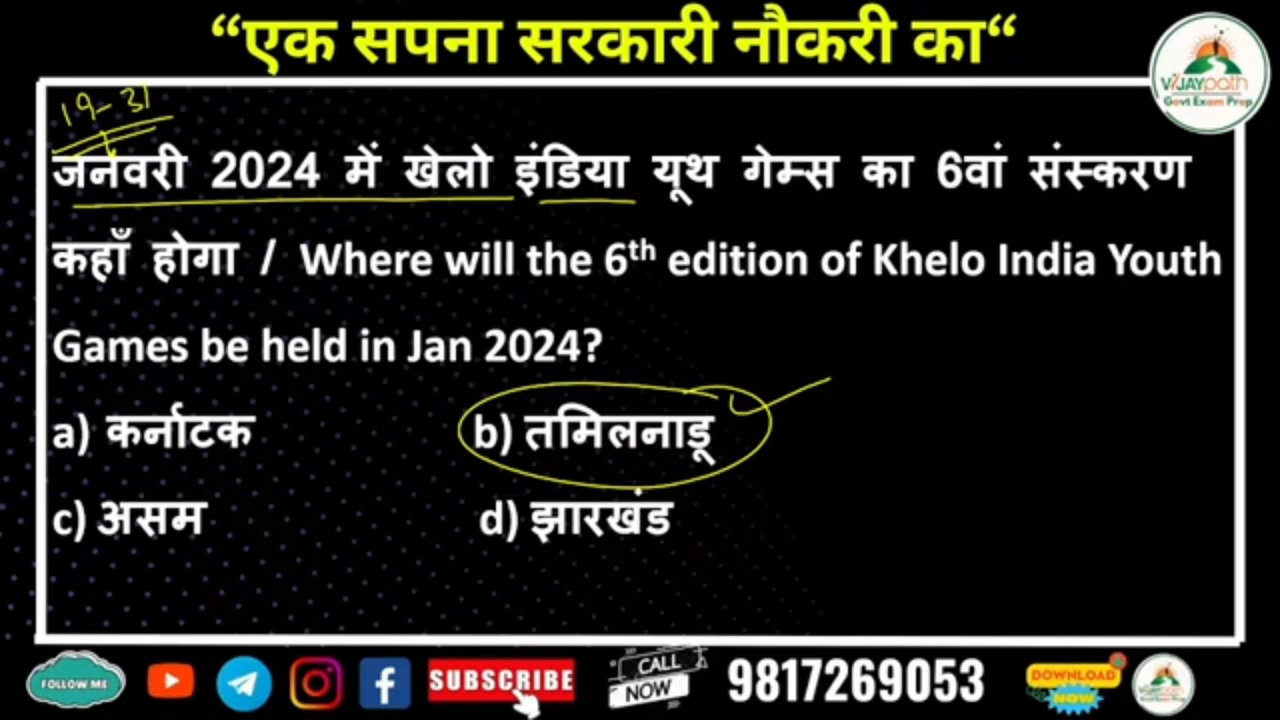 “एक सपना सरकारी नौकरी का“
VIJAYpath
Govt Exam Prep
19-31
जनवरी 2024 में खेलो इंडिया यूथ गेम्स का 6वां संस्करण
कहाँ होगा / Where will the 6th edition of Khelo India Youth
Games be held in Jan 2024?
a) कर्नाटक b) तमिलनाडू
c) असम d) झारखंड
FOLLOW ME SUBSCRIBE CALL NOW 9817269053 DOWNLOAD NOW